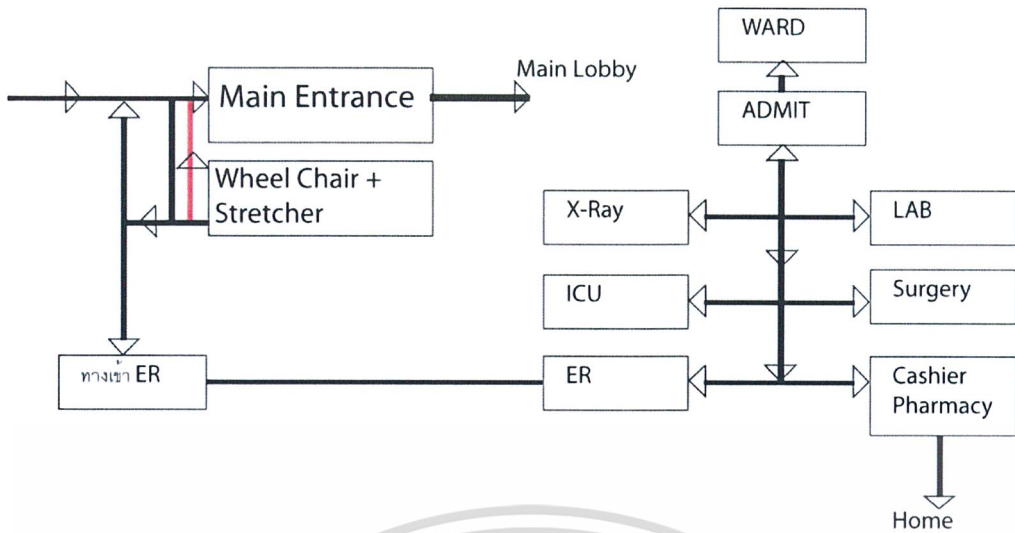 WARD
Main Lobby
Main Entrance
ADMIT
Wheel Chair +
Stretcher
X-Ray
LAB
ICU
Surgery
ทางเข้า ER
ER
Cashier
Pharmacy
Home